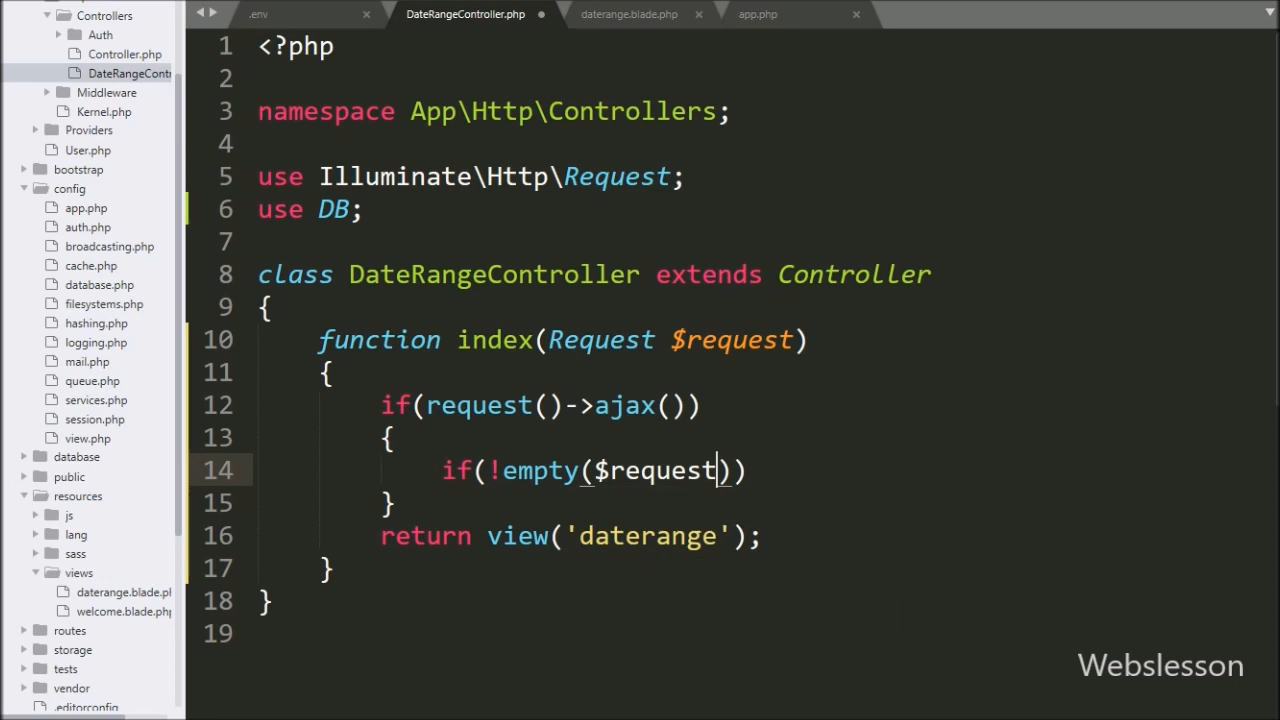 Controllers
Auth
Controller.php
DateRangeContr
Middleware
Kernel.php
Providers
User.php
bootstrap
config
app.php
auth.php
broadcasting.php
cache.php
database.php
filesystems.php
hashing.php
logging.php
mail.php
queue.php
services.php
session.php
view.php
database
public
resources
js
lang
sass
views
daterange.blade.ph
welcome.blade.php
routes
storage
tests
vendor
.editorconfig
.env DateRangeController.php daterange.blade.php app.php
1 <?php
2
3 namespace App\Http\Controllers;
4
5 use Illuminate\Http\Request;
6 use DB;
7
8 class DateRangeController extends Controller
9 {
10 function index(Request $request)
11 {
12 if(request()->ajax())
13 {
14 if(!empty($request))
15 }
16 return view('daterange');
17 }
18 }
19
Webslesson